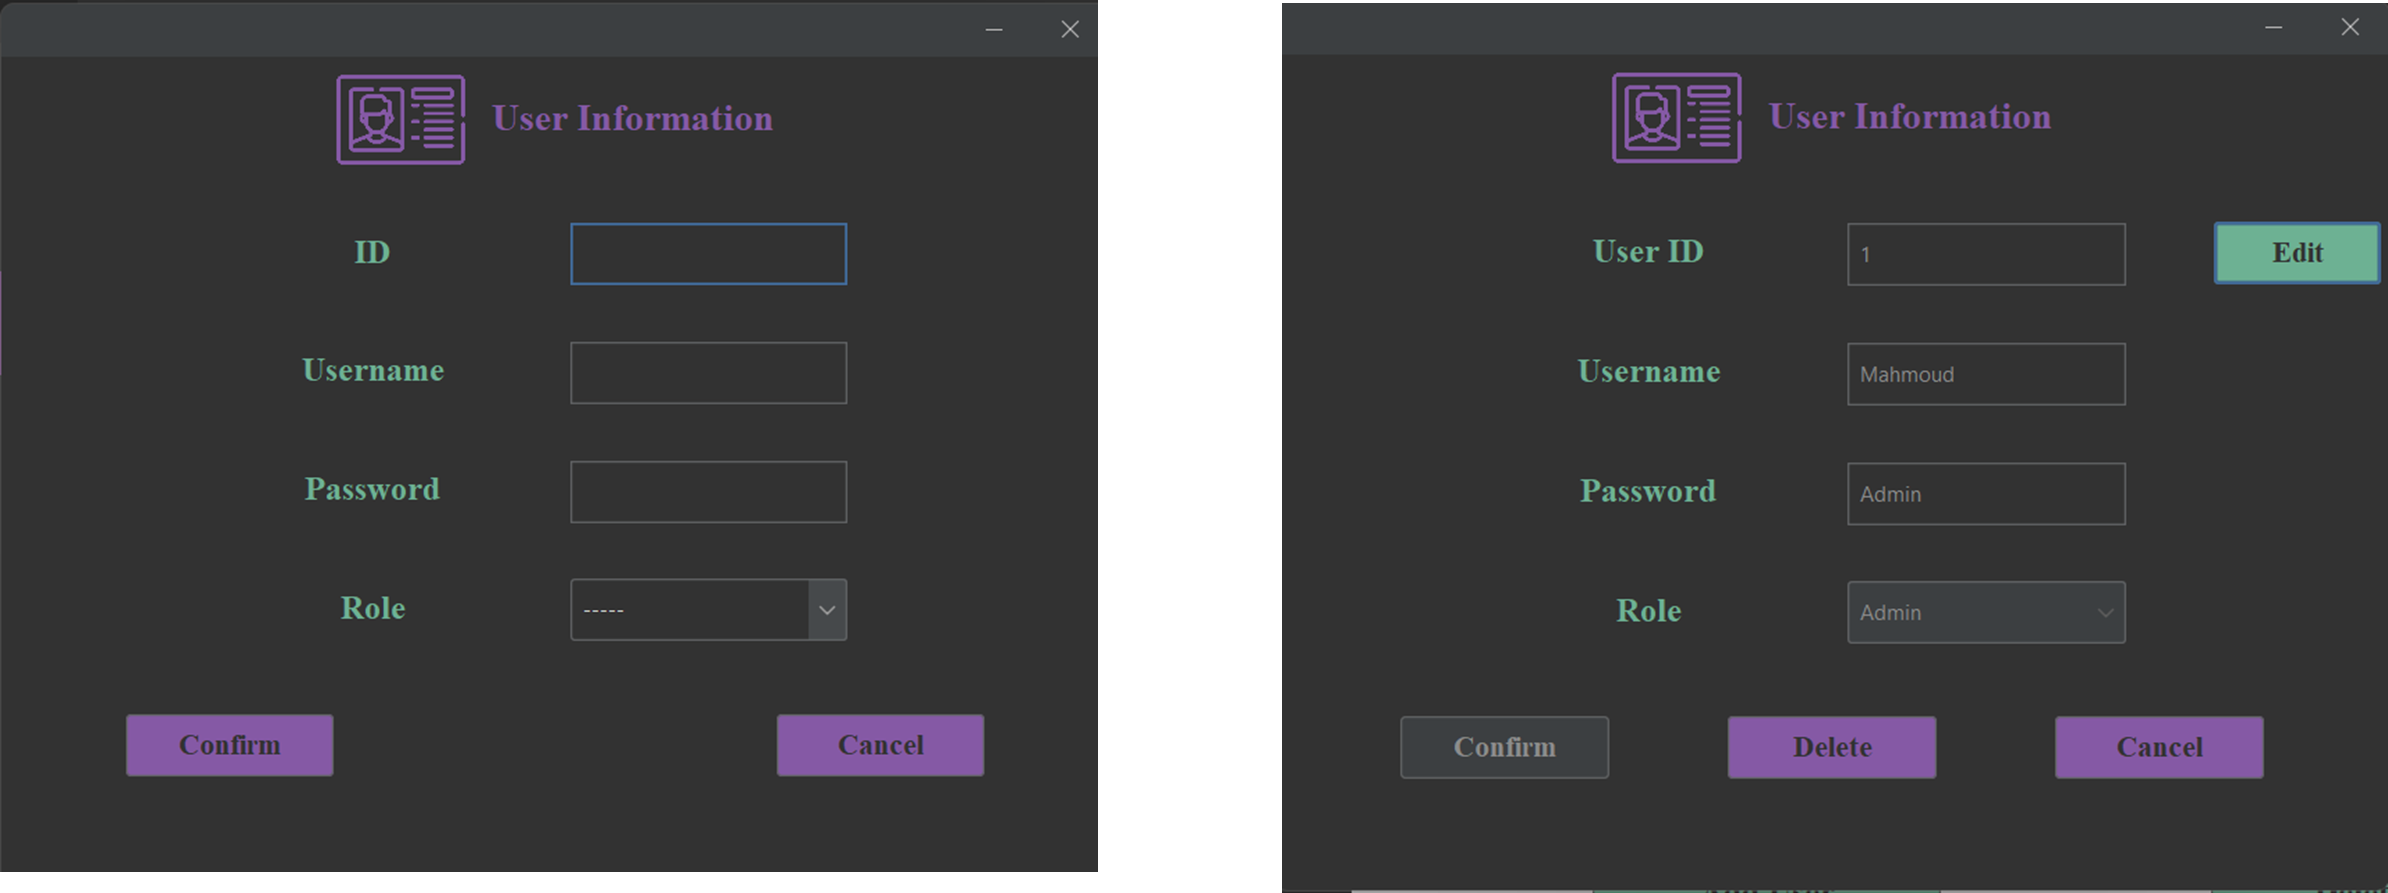 User Information
ID
Username
Password
Role
-----
Confirm
Cancel
User Information
User ID
1
Edit
Username
Mahmoud
Password
Admin
Role
Admin
Confirm
Delete
Cancel